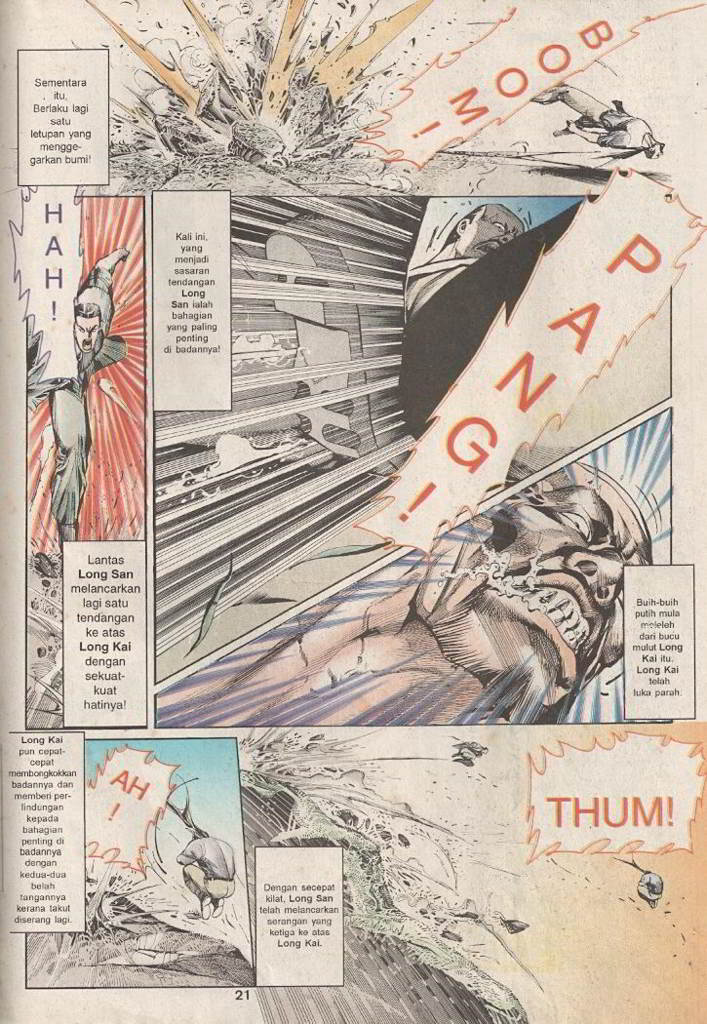 Sementara
itu,
Berlaku lagi
satu
letupan yang
mengge-
garkan bumi!
BOOM!
HAH!
Kali ini,
yang
menjadi
sasaran
tendangan
Long
San ialah
bahagian
yang paling
penting
di badannya!
PANG!
Lantas
Long San
melancarkan
lagi satu
tendangan
ke atas
Long Kai
dengan
sekuat-
kuat
hatinya!
Buih-buih
putih mula
meleleh
dari bucu
mulut Long
Kai itu.
Long Kai
telah
luka parah.
Long Kai
pun cepat-
cepat
membongkokkan
badannya dan
memberi per-
lindungan
kepada
bahagian
penting di
badannya
dengan
kedua-dua
belah
tangannya
kerana takut
diserang lagi.
AH
!
Dengan secepat
kilat, Long San
telah melancarkan
serangan yang
ketiga ke atas
Long Kai.
THUM!
21